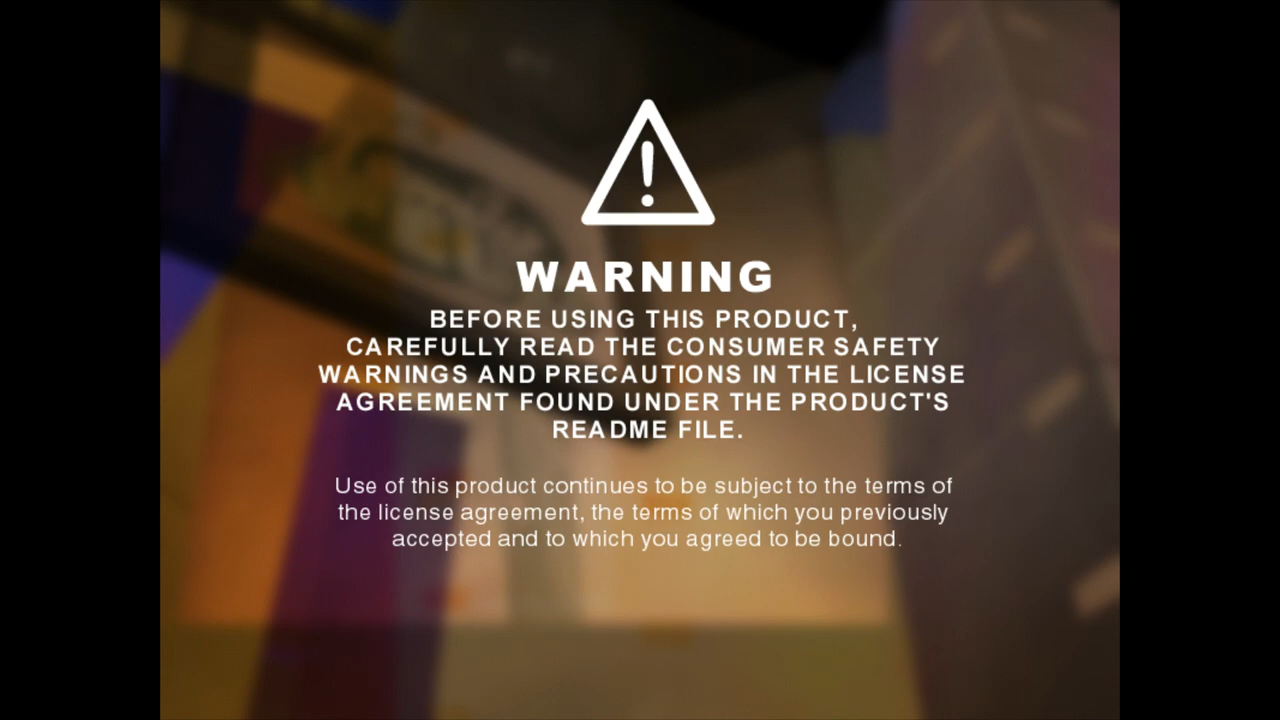 WARNING
BEFORE USING THIS PRODUCT,
CAREFULLY READ THE CONSUMER SAFETY
WARNINGS AND PRECAUTIONS IN THE LICENSE
AGREEMENT FOUND UNDER THE PRODUCT'S
README FILE.
Use of this product continues to be subject to the terms of
the license agreement, the terms of which you previously
accepted and to which you agreed to be bound.